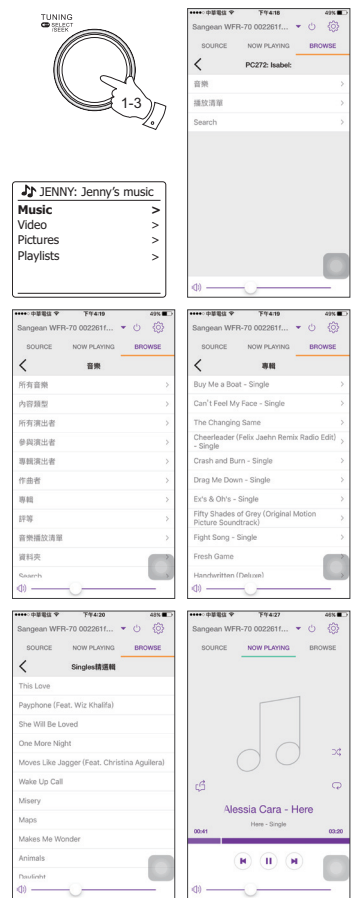 TUNING
SELECT
/SEEK
1-3
中華電信 下午4:18 49%
Sangean WFR-70 002261f...
SOURCE NOW PLAYING BROWSE
PC272: Isabel:
音樂
播放清單
Search
JENNY: Jenny's music
Music >
Video >
Pictures >
Playlists >
中華電信 下午4:19 49%
Sangean WFR-70 002261f...
SOURCE NOW PLAYING BROWSE
音樂
所有音樂
內容類型
所有演出者
參與演出者
專輯演出者
作曲者
專輯
評等
音樂播放清單
資料夾
Search
中華電信 下午4:19 49%
Sangean WFR-70 002261f...
SOURCE NOW PLAYING BROWSE
專輯
Buy Me a Boat - Single
Can't Feel My Face - Single
The Changing Same
Cheerleader (Felix Jaehn Remix Radio Edit)
- Single
Crash and Burn - Single
Drag Me Down - Single
Ex's & Oh's - Single
Fifty Shades of Grey (Original Motion
Picture Soundtrack)
Fight Song - Single
Fresh Game
Handwritten (Deluxe)
中華電信 下午4:20 48%
Sangean WFR-70 002261f...
SOURCE NOW PLAYING BROWSE
Singles精選輯
This Love
Payphone (Feat. Wiz Khalifa)
She Will Be Loved
One More Night
Moves Like Jagger (Feat. Christina Aguilera)
Wake Up Call
Misery
Maps
Makes Me Wonder
Animals
Daylight
中華電信 下午4:27 46%
Sangean WFR-70 002261f...
SOURCE NOW PLAYING BROWSE
Alessia Cara - Here
Here - Single
00:41 03:20